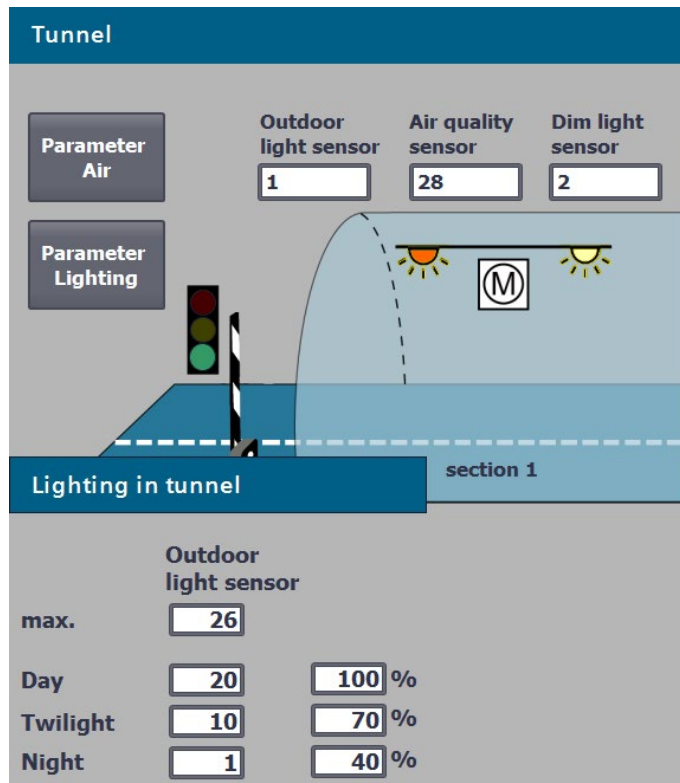 Tunnel
Parameter
Air
Outdoor
light sensor
Air quality
sensor
Dim light
sensor
1
28
2
Parameter
Lighting
M
section 1
Lighting in tunnel
Outdoor
light sensor
max.
26
Day
20
100 %
Twilight
10
70 %
Night
1
40 %